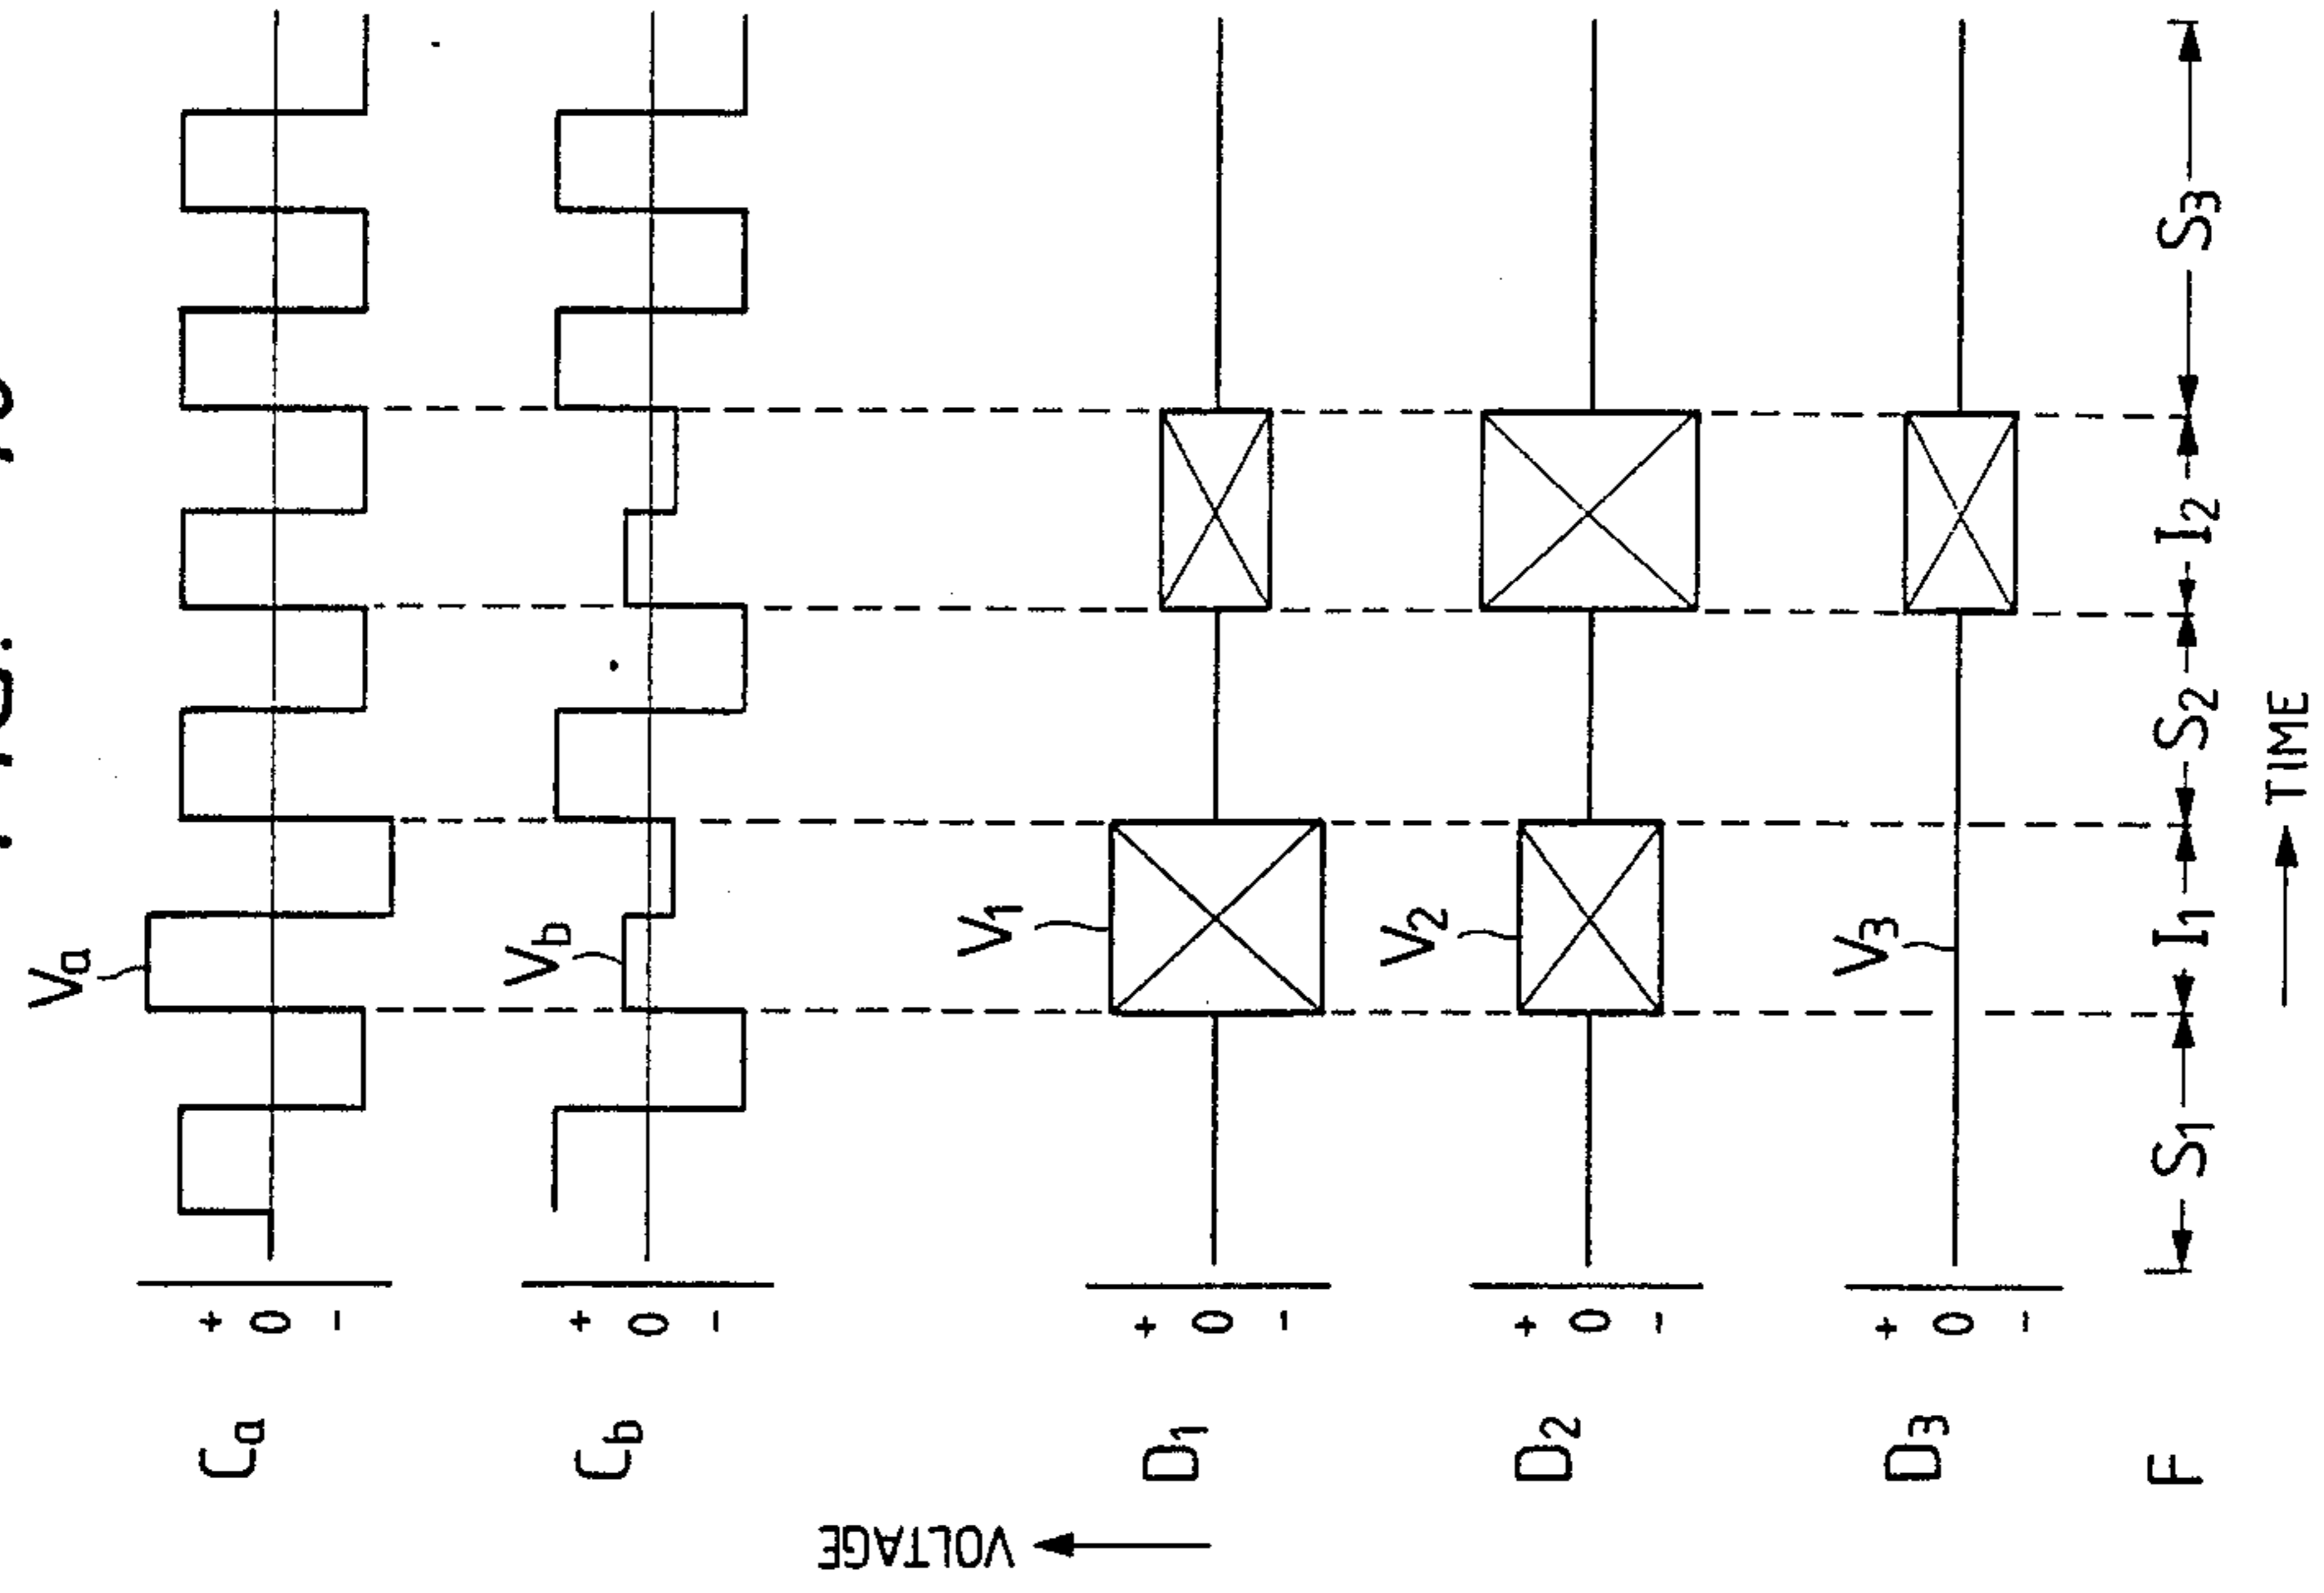 Va
+
0
-
Ca
Vb
+
0
-
Cb
VOLTAGE
V1
+
0
-
D1
V2
+
0
-
D2
V3
+
0
-
D3
F S1 I1 S2 I2 S3
TIME